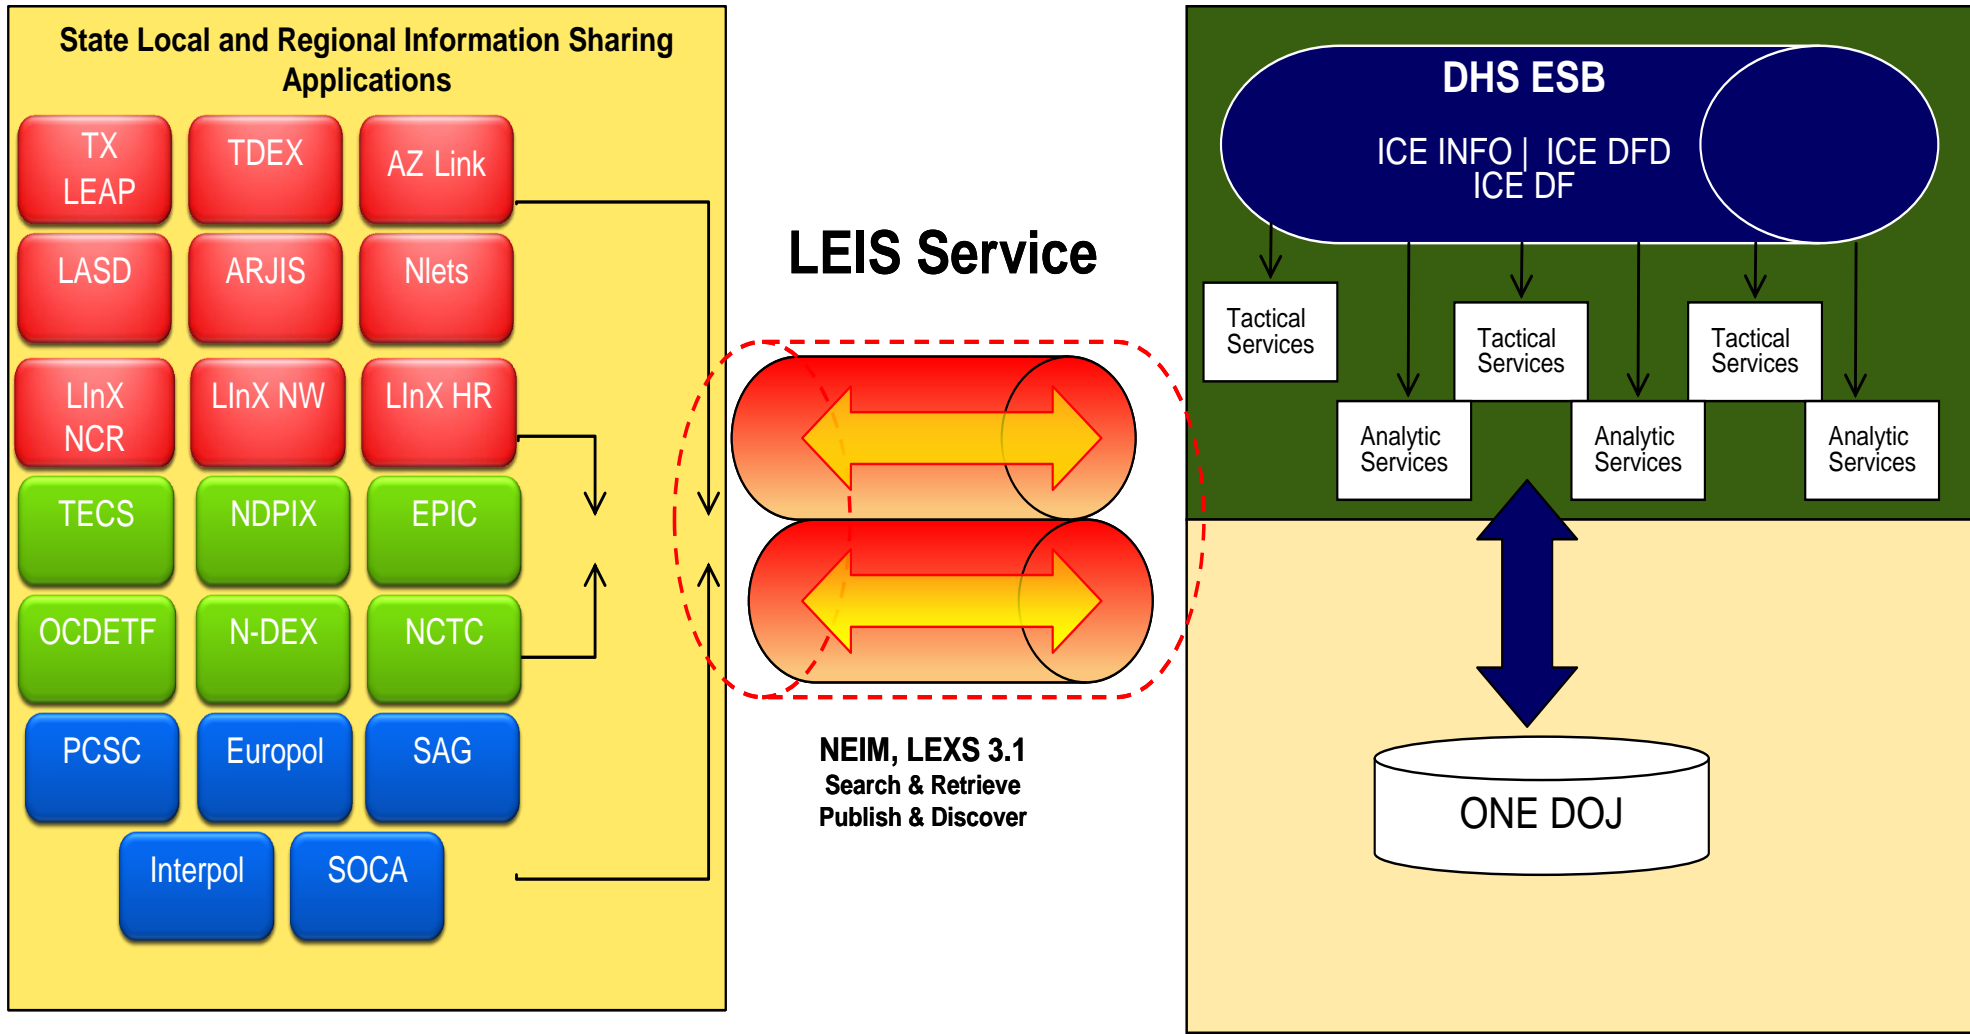 State Local and Regional Information Sharing
Applications
TX
LEAP
TDEX
AZ Link
LASD
ARJIS
Nlets
LInX
NCR
LInX NW
LInX HR
TECS
NDPIX
EPIC
OCDETF
N-DEX
NCTC
PCSC
Europol
SAG
Interpol
SOCA
LEIS Service
NEIM, LEXS 3.1
Search & Retrieve
Publish & Discover
DHS ESB
ICE INFO | ICE DFD
ICE DF
Tactical
Services
Tactical
Services
Tactical
Services
Analytic
Services
Analytic
Services
Analytic
Services
ONE DOJ